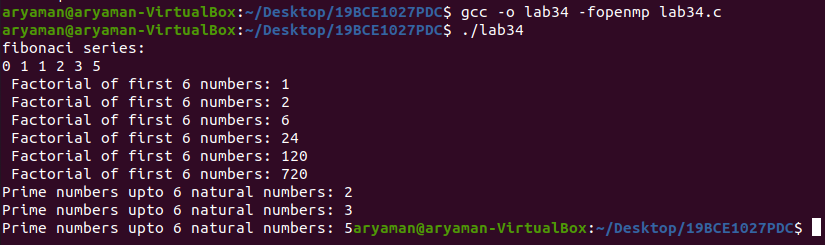 aryaman@aryaman-VirtualBox:~/Desktop/19BCE1027PDC$ gcc -o lab34 -fopenmp lab34.c
aryaman@aryaman-VirtualBox:~/Desktop/19BCE1027PDC$ ./lab34
fibonaci series:
0 1 1 2 3 5
 Factorial of first 6 numbers: 1
 Factorial of first 6 numbers: 2
 Factorial of first 6 numbers: 6
 Factorial of first 6 numbers: 24
 Factorial of first 6 numbers: 120
 Factorial of first 6 numbers: 720
Prime numbers upto 6 natural numbers: 2
Prime numbers upto 6 natural numbers: 3
Prime numbers upto 6 natural numbers: 5aryaman@aryaman-VirtualBox:~/Desktop/19BCE1027PDC$